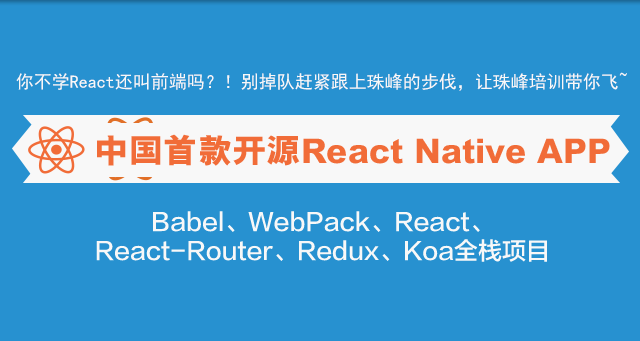 你不学React还叫前端吗？！别掉队赶紧跟上珠峰的步伐，让珠峰培训带你飞~
中国首款开源React Native APP
Babel、WebPack、React、
React-Router、Redux、Koa全栈项目